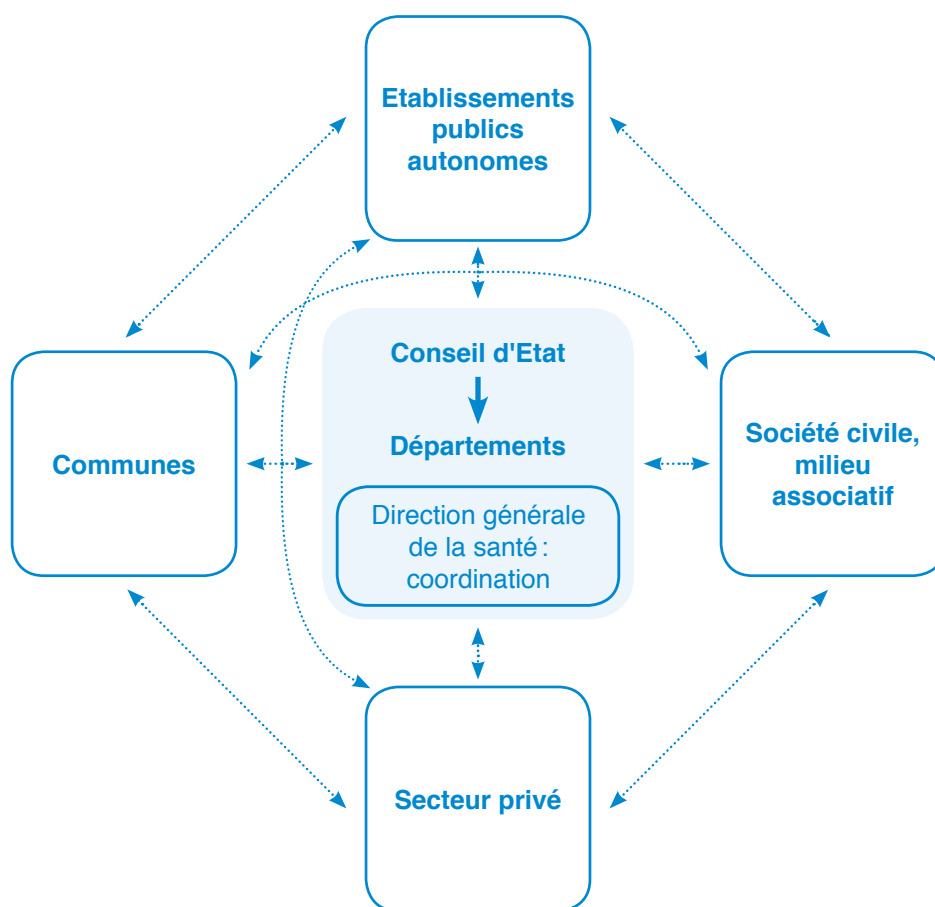 Etablissements
publics
autonomes
Conseil d'Etat
Départements
Direction générale
de la santé :
coordination
Communes
Société civile,
milieu
associatif
Secteur privé